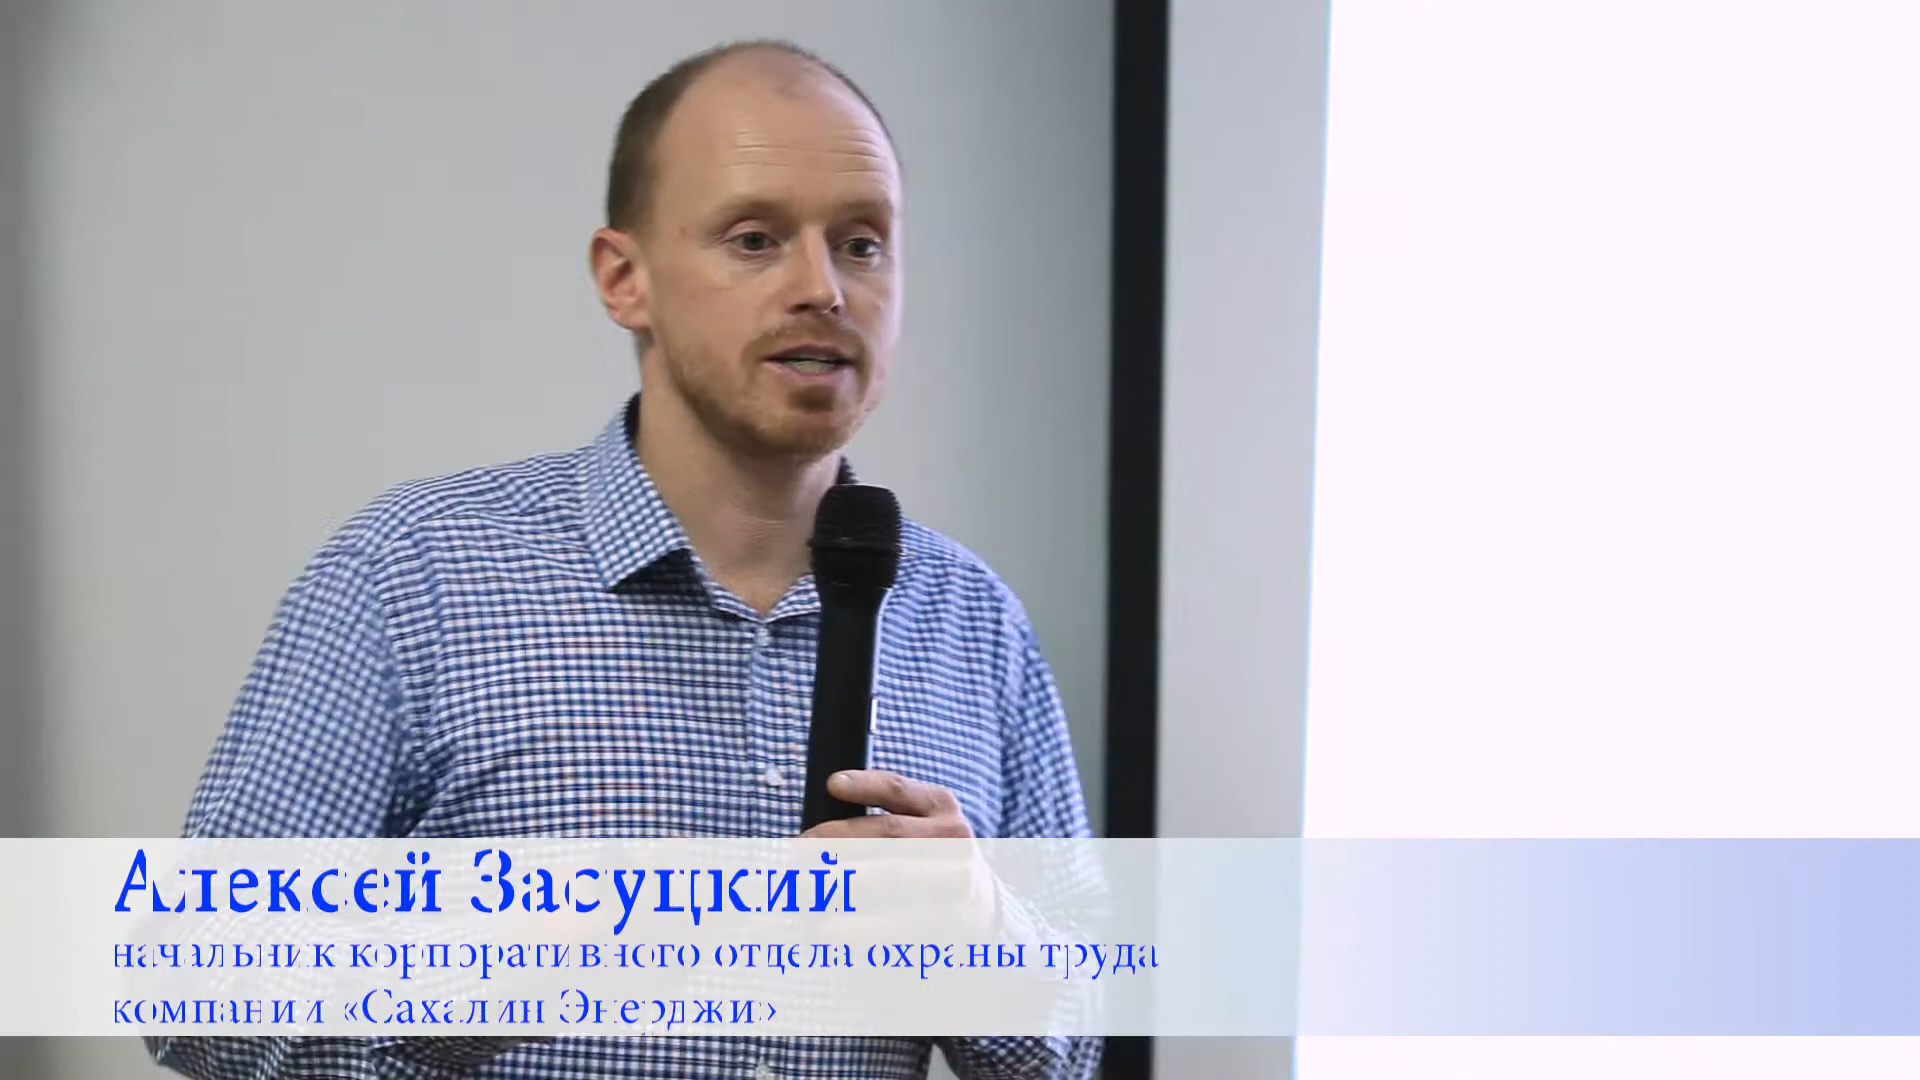 Алексей Засуцкий
начальник корпоративного отдела охраны труда
компании «Сахалин Энерджи»